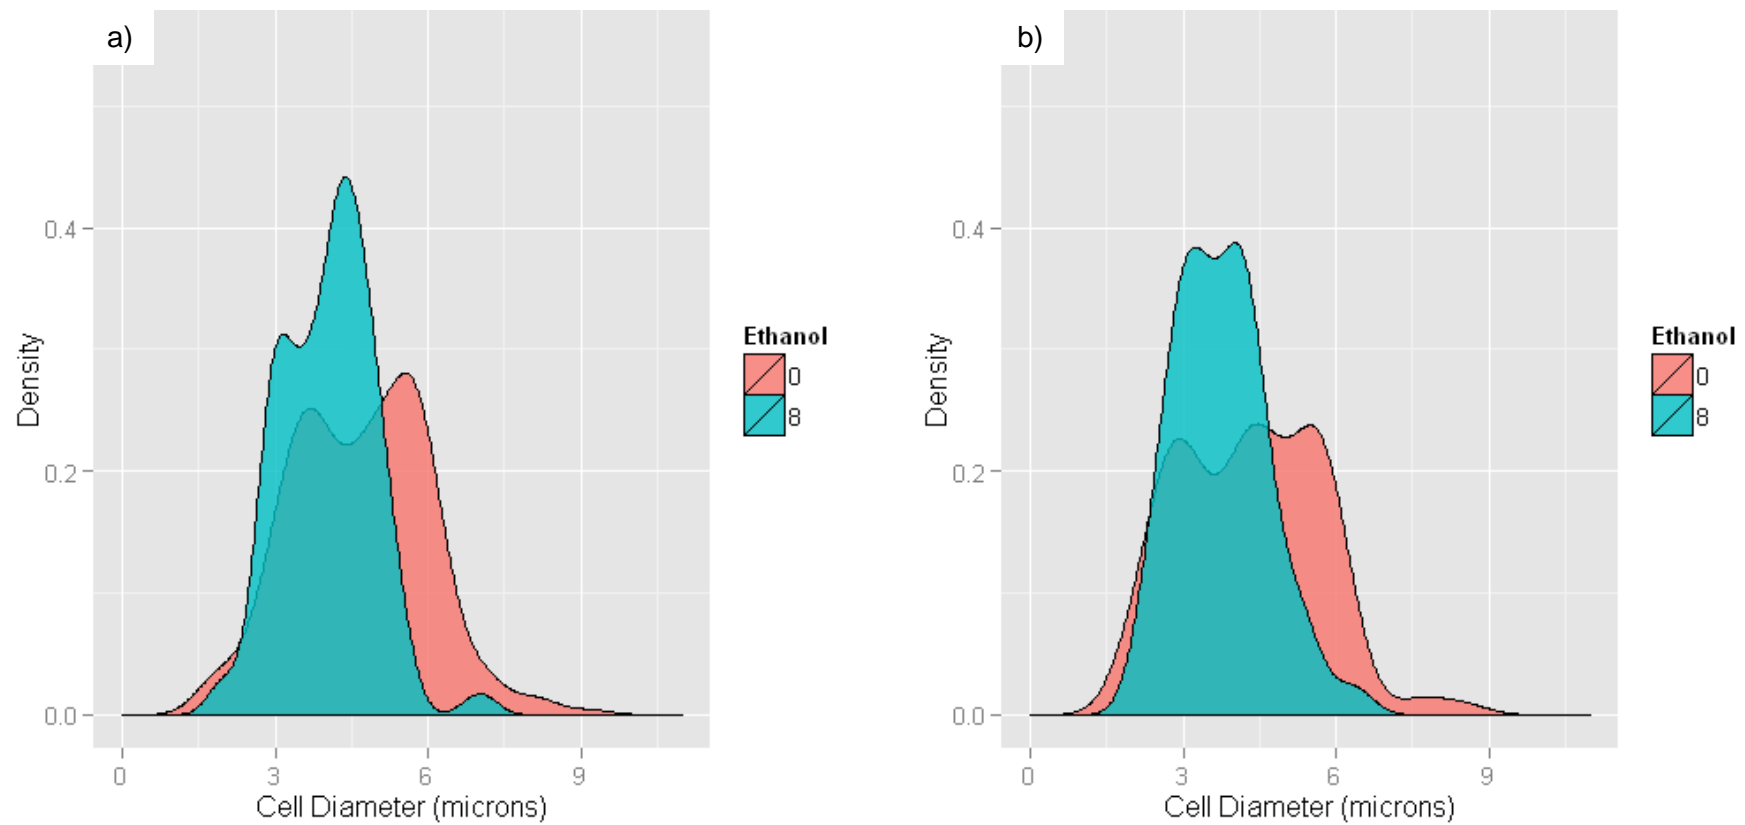 a)
0.4
0.2
0.0
Density
0
3
6
9
Cell Diameter (microns)
Ethanol
0
8
b)
0.4
0.2
0.0
Density
0
3
6
9
Cell Diameter (microns)
Ethanol
0
8